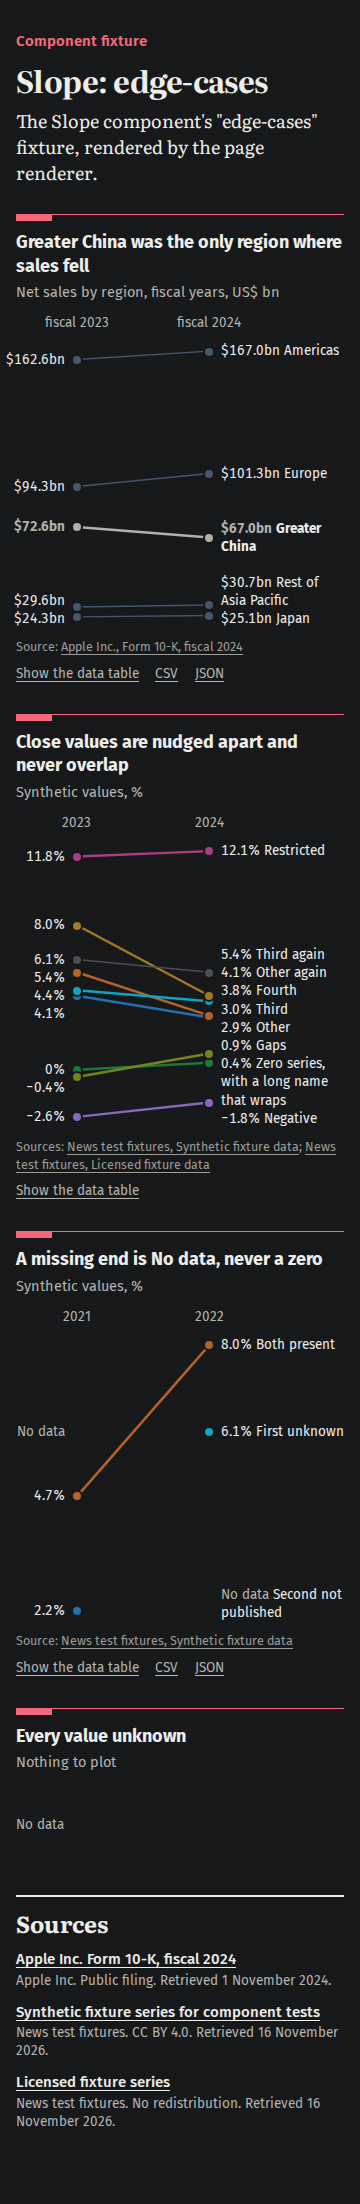 Component fixture
Slope: edge-cases
The Slope component's "edge-cases"
fixture, rendered by the page
renderer.
Greater China was the only region where
sales fell
Net sales by region, fiscal years, US$ bn
fiscal 2023
fiscal 2024
$162.6bn
$167.0bn Americas
$94.3bn
$101.3bn Europe
$72.6bn
$67.0bn Greater
China
$29.6bn
$30.7bn Rest of
Asia Pacific
$24.3bn
$25.1bn Japan
Source: Apple Inc., Form 10-K, fiscal 2024
Show the data table CSV JSON
Close values are nudged apart and
never overlap
Synthetic values, %
2023
2024
11.8%
12.1% Restricted
8.0%
6.1%
5.4%
4.4%
4.1%
5.4% Third again
4.1% Other again
3.8% Fourth
3.0% Third
2.9% Other
0.9% Gaps
0%
−0.4%
0.4% Zero series,
with a long name
that wraps
−2.6%
−1.8% Negative
Sources: News test fixtures, Synthetic fixture data; News
test fixtures, Licensed fixture data
Show the data table
A missing end is No data, never a zero
Synthetic values, %
2021
2022
8.0% Both present
No data
6.1% First unknown
4.7%
2.2%
No data Second not
published
Source: News test fixtures, Synthetic fixture data
Show the data table CSV JSON
Every value unknown
Nothing to plot
No data
Sources
Apple Inc. Form 10-K, fiscal 2024
Apple Inc. Public filing. Retrieved 1 November 2024.
Synthetic fixture series for component tests
News test fixtures. CC BY 4.0. Retrieved 16 November
2026.
Licensed fixture series
News test fixtures. No redistribution. Retrieved 16
November 2026.